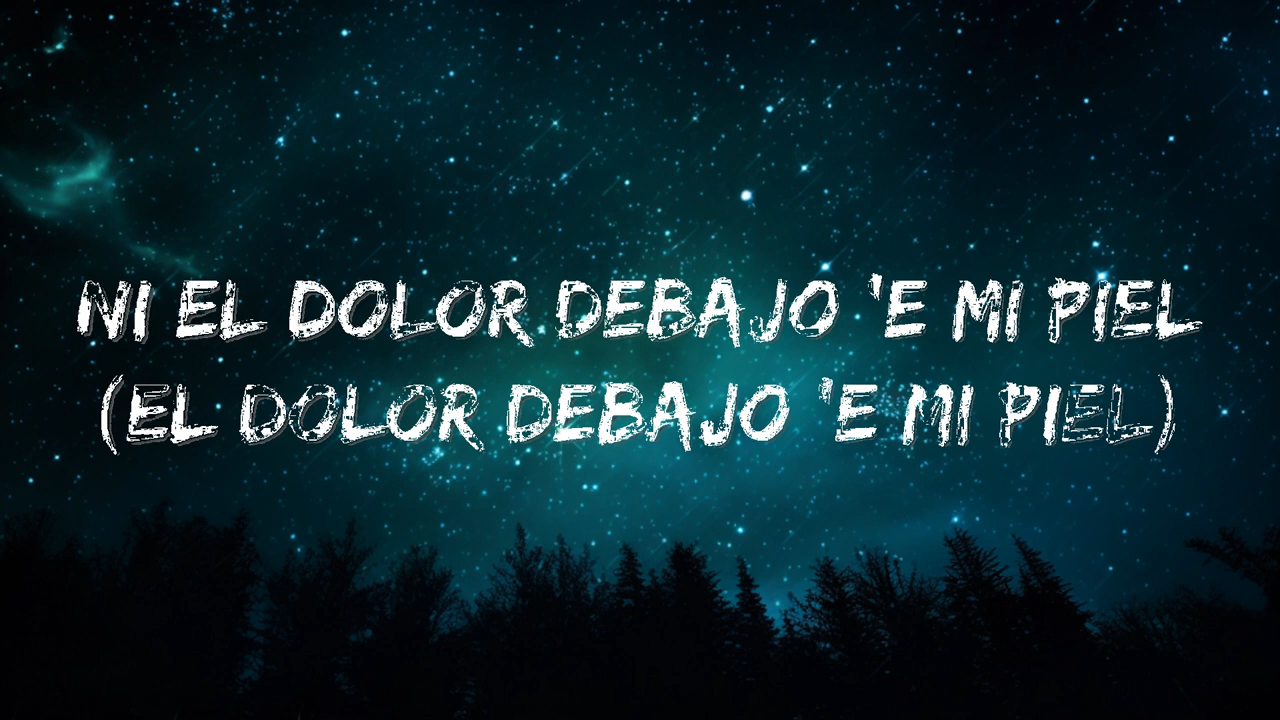 NI EL DOLOR DEBAJO 'E MI PIEL
(EL DOLOR DEBAJO 'E MI PIEL)